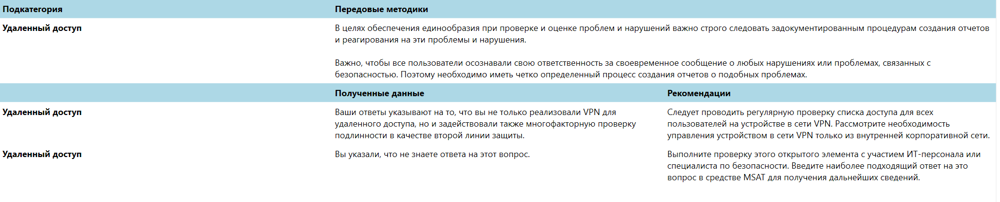 Подкатегория Передовые методики
Удаленный доступ В целях обеспечения единообразия при проверке и оценке проблем и нарушений важно строго следовать задокументированным процедурам создания отчетов
и реагирования на эти проблемы и нарушения.
Важно, чтобы все пользователи осознавали свою ответственность за своевременное сообщение о любых нарушениях или проблемах, связанных с
безопасностью. Поэтому необходимо иметь четко определенный процесс создания отчетов о подобных проблемах.
Полученные данные Рекомендации
Удаленный доступ
Ваши ответы указывают на то, что вы не только реализовали VPN для
удаленного доступа, но и задействовали также многофакторную проверку
подлинности в качестве второй линии защиты.
Следует проводить регулярную проверку списка доступа для всех
пользователей на устройстве в сети VPN. Рассмотрите необходимость
управления устройством в сети VPN только из внутренней корпоративной сети.
Удаленный доступ
Вы указали, что не знаете ответа на этот вопрос.
Выполните проверку этого открытого элемента с участием ИТ-персонала или
специалиста по безопасности. Введите наиболее подходящий ответ на это
вопрос в средстве MSAT для получения дальнейших сведений.